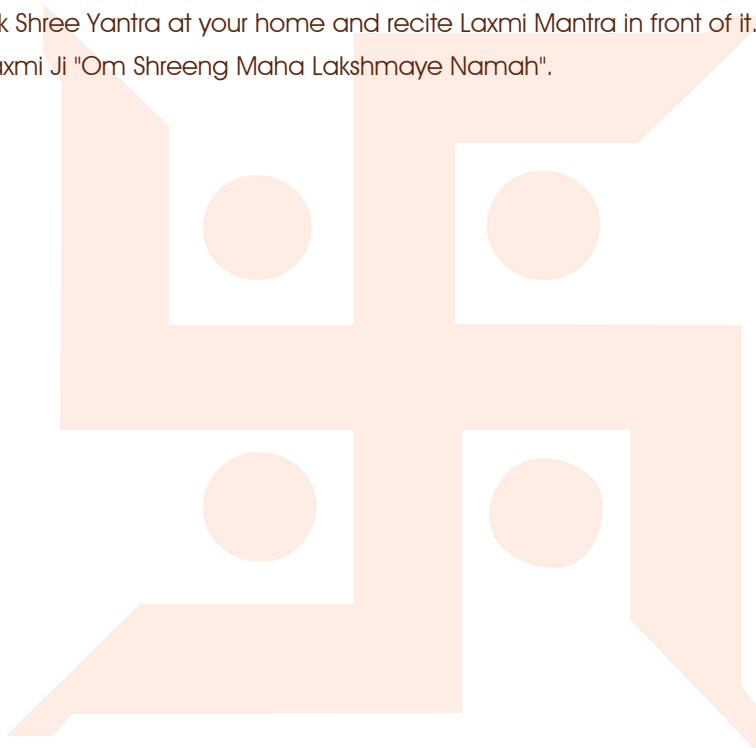 k Shree Yantra at your home and recite Laxmi Mantra in front of it.
axmi Ji "Om Shreeng Maha Lakshmaye Namah".